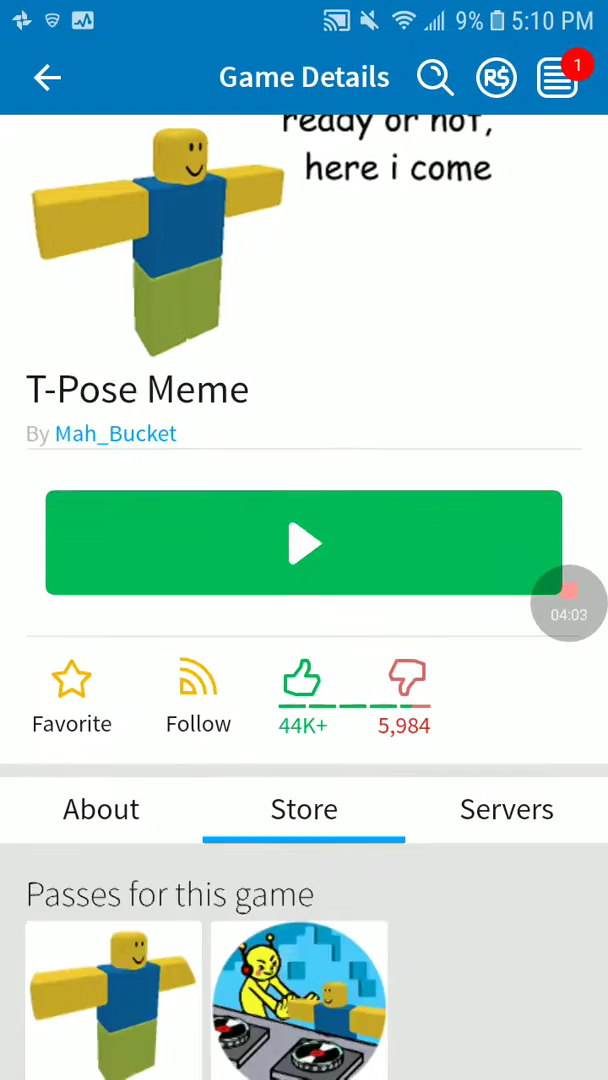 9% 5:10 PM
Game Details
R$
1
ready or not,
here i come
T-Pose Meme
By Mah_Bucket
04:03
Favorite
Follow
44K+
5,984
About
Store
Servers
Passes for this game